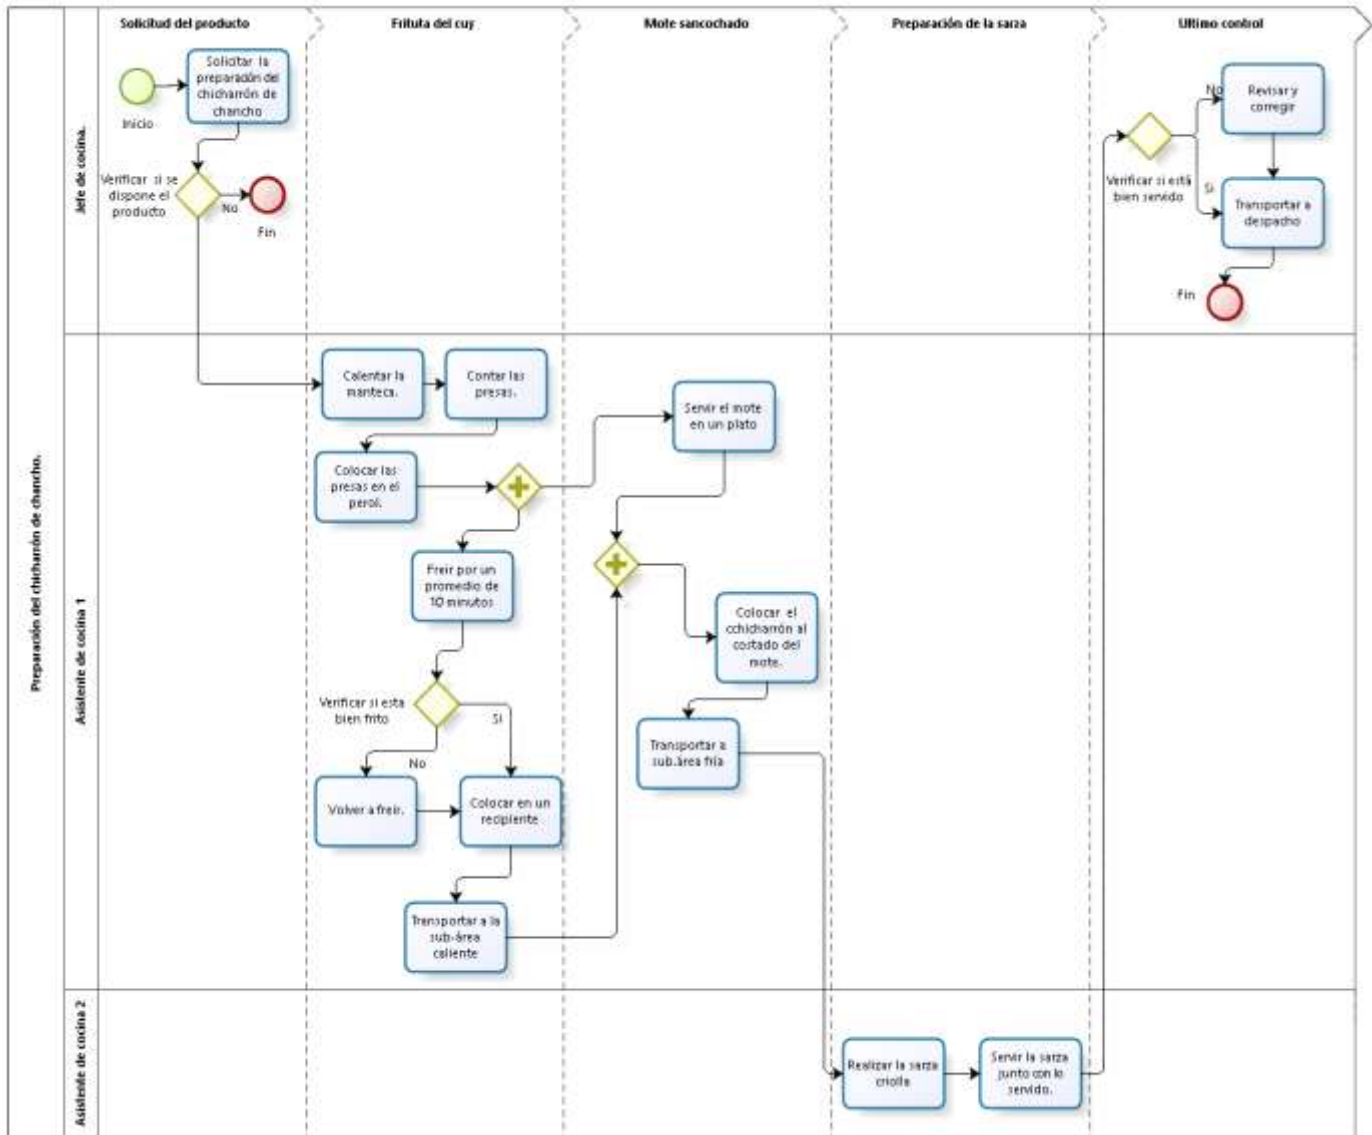 Solicitud del producto
Frituta del cuy
Mote sancochado
Preparación de la sarza
Ultimo control
Preparación del chicharrón de chancho.
Jefe de cocina.
Inicio
Solicitar la
preparación del
chicharrón de
chancho
Verificar si se
dispone el
producto
No
Fin
Verificar si está
bien servido
No
Revisar y
corregir
Si
Transportar a
despacho
Fin
Asistente de cocina 1
Calentar la
manteca.
Contar las
presas.
Colocar las
presas en el
perol.
Freir por un
promedio de
10 minutos
Verificar si esta
bien frito
Si
No
Volver a freir.
Colocar en un
recipiente
Transportar a la
sub.área
caliente
Servir el mote
en un plato
Colocar el
cchicharrón al
costado del
mote.
Transportar a
sub.área fría
Asistente de cocina 2
Realizar la sarza
criolla
Servir la sarza
junto con lo
servido.